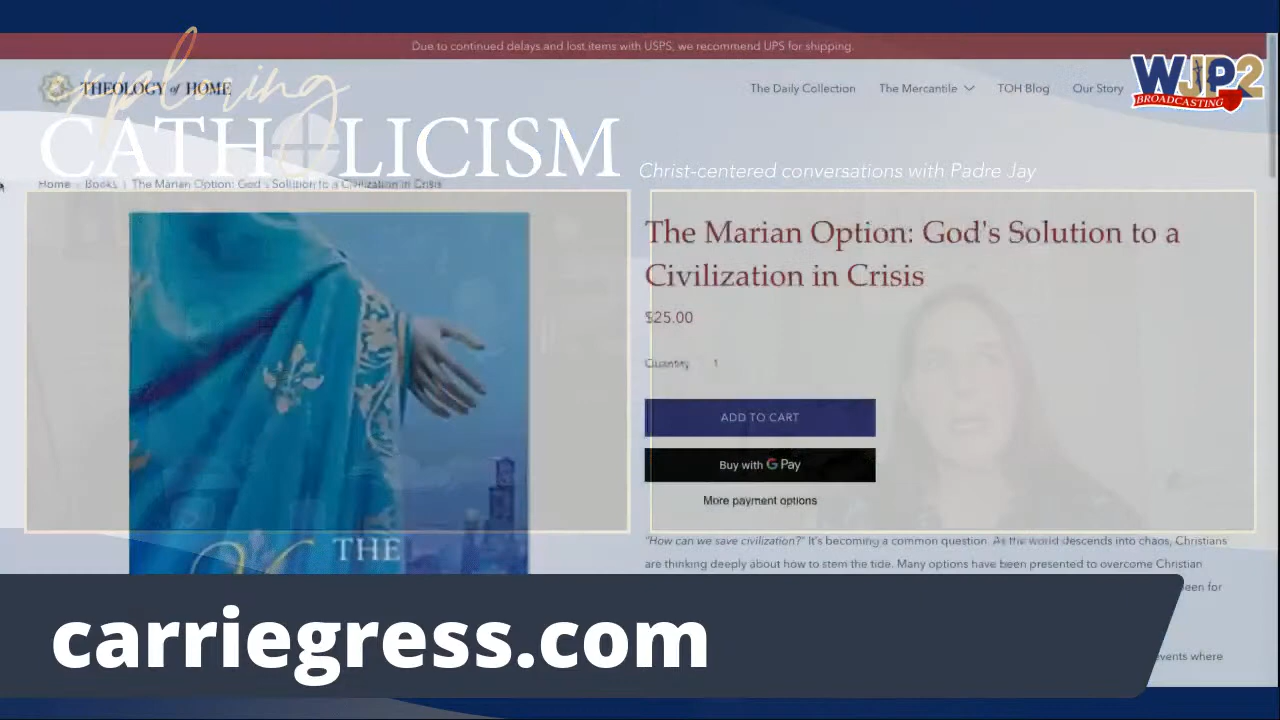 Due to continued delays and lost items with USPS, we recommend UPS for shipping.
THEOLOGY of HOME
The Daily Collection The Mercantile TOH Blog Our Story
WJP2
BROADCASTING
exploring
CATHOLICISM
Christ-centered conversations with Padre Jay
Home Books The Marian Option: God's Solution to a Civilization in Crisis
The Marian Option: God's Solution to a
Civilization in Crisis
$25.00
Quantity 1
ADD TO CART
Buy with G Pay
More payment options
"How can we save civilization?" It's becoming a common question. As the world descends into chaos, Christians
are thinking deeply about how to stem the tide. Many options have been presented to overcome Christian
been for
events where
THE
carriegress.com